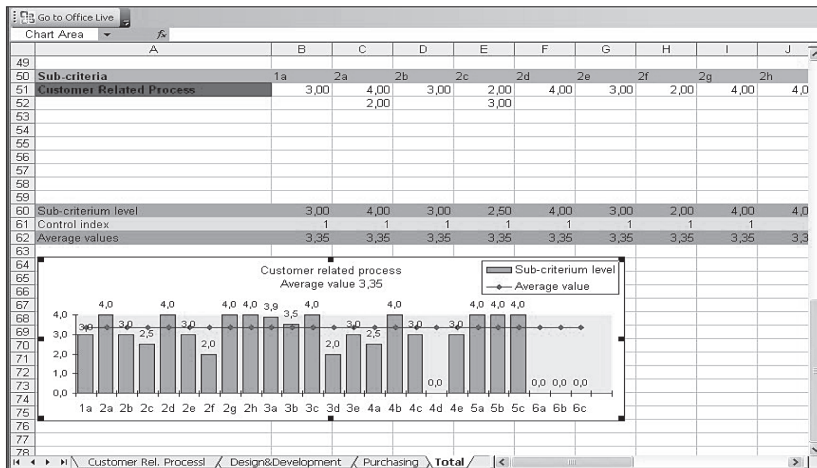 Go to Office Live
Chart Area fx
A B C D E F G H I J
49
50 Sub-criteria 1a 2a 2b 2c 2d 2e 2f 2g 2h
51 Customer Related Process 3,00 4,00 3,00 2,00 4,00 3,00 2,00 4,00 4,0
52 2,00 3,00
53
54
55
56
57
58
59
60 Sub-criterium level 3,00 4,00 3,00 2,50 4,00 3,00 2,00 4,00 4,0
61 Control index 1 1 1 1 1 1 1 1
62 Average values 3,35 3,35 3,35 3,35 3,35 3,35 3,35 3,35 3,3
63
64
65
66
67
68
69
70
71
72
73
74
75
76
77
78
Customer related process
Average value 3,35
Sub-criterium level
Average value
4,0 4,0 4,0 4,0 3,9 3,5 4,0 4,0 4,0 4,0 4,0
4,0
3,0 3,0 3,0 2,5 3,0 2,0 2,0 3,0 2,5 3,0 3,0
2,0
1,0
0,0 0,0 0,0 0,0
0,0
1a 2a 2b 2c 2d 2e 2f 2g 2h 3a 3b 3c 3d 3e 4a 4b 4c 4d 4e 5a 5b 5c 6a 6b 6c
Customer Rel. Processl Design&Development Purchasing Total